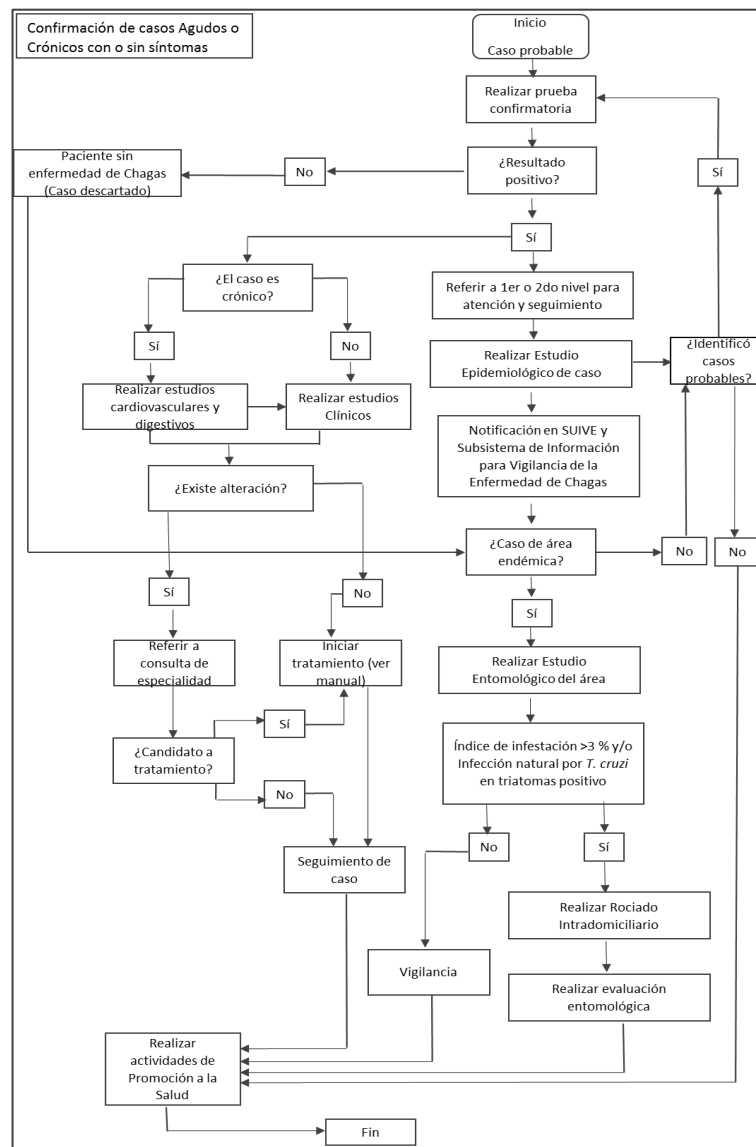 Confirmación de casos Agudos o
Crónicos con o sin síntomas
Inicio
Caso probable
Realizar prueba
confirmatoria
Paciente sin
enfermedad de Chagas
(Caso descartado)
No
¿Resultado
positivo?
Sí
Sí
¿El caso es
crónico?
Referir a 1er o 2do nivel para
atención y seguimiento
Sí
No
Realizar Estudio
Epidemiológico de caso
¿Identificó
casos
probables?
Realizar estudios
cardiovasculares y
digestivos
Realizar estudios
Clínicos
Notificación en SUIVE y
Subsistema de Información
para Vigilancia de la
Enfermedad de Chagas
¿Existe alteración?
¿Caso de área
endémica?
No
No
Sí
No
Sí
Referir a
consulta de
especialidad
Iniciar
tratamiento (ver
manual)
Realizar Estudio
Entomológico del área
Sí
¿Candidato a
tratamiento?
Índice de infestación >3 % y/o
Infección natural por T. cruzi
en triatomas positivo
No
No
Sí
Seguimiento de
caso
Realizar Rociado
Intradomiciliario
Vigilancia
Realizar evaluación
entomológica
Realizar
actividades de
Promoción a la
Salud
Fin